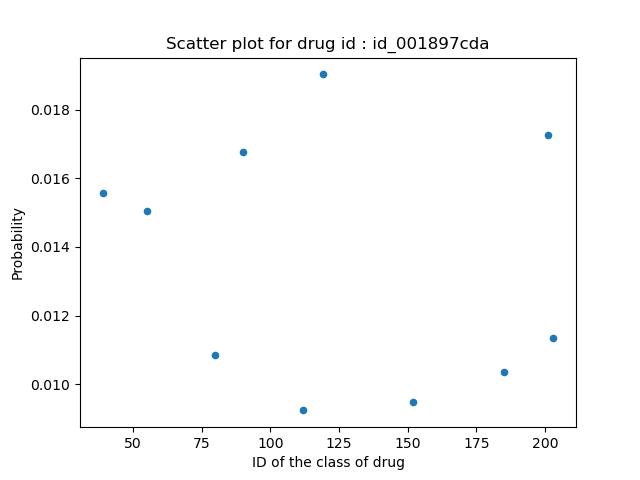 Scatter plot for drug id : id_001897cda
0.018
0.016
0.014
0.012
0.010
Probability
50 75 100 125 150 175 200
ID of the class of drug